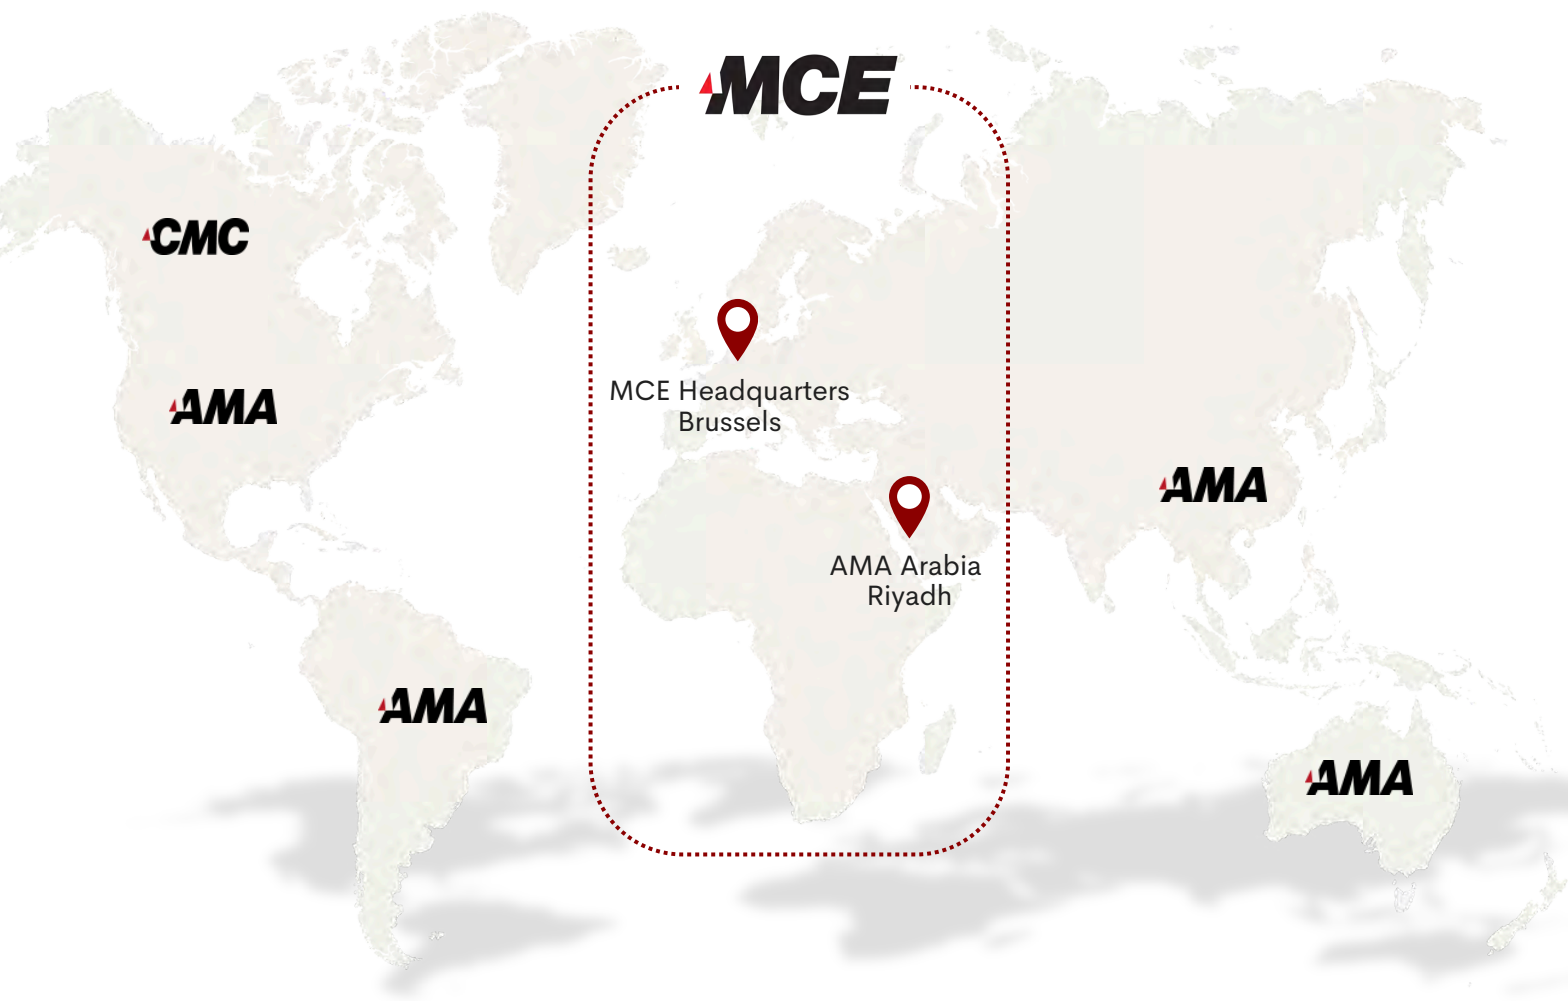 MCE
CMC
MCE Headquarters
Brussels
AMA
AMA
AMA Arabia
Riyadh
AMA
AMA